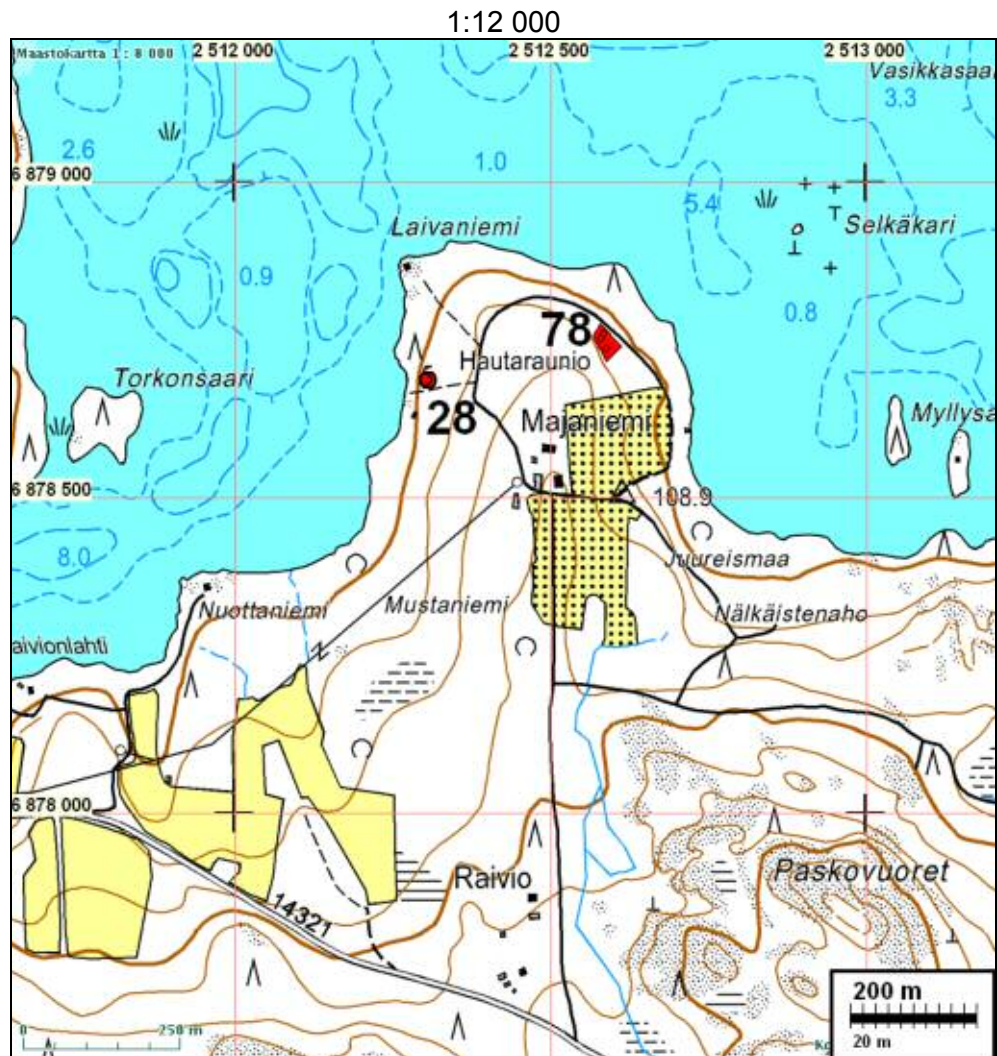 1:12 000
Maastokartta 1 : 8 000
2 512 000
2 512 500
2 513 000
Vasikkasaar
3.3
2.6
1.0
6 879 000
5.4
Laivaniemi
Selkäkari
0.9
0.8
78
Hautaraunio
Torkonsaari
28
Majaniemi
Myllysa
6 878 500
108.9
8.0
Juureismaa
Nuottaniemi
Mustaniemi
Nälkäistenaho
aivionlahti
Z
6 878 000
Raivio
Paskovuoret
14321
200 m
0
250 m
20 m
Ko